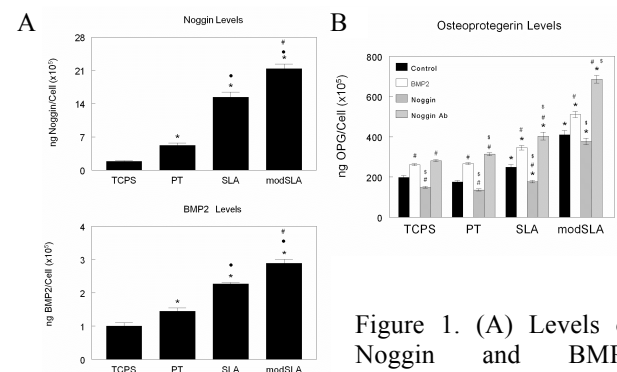 A
Noggin Levels
ng Noggin/Cell (x10⁵)
28
21
14
7
0
TCPS PT SLA modSLA
* * • * • #
BMP2 Levels
ng BMP2/Cell (x10⁵)
4
3
2
1
0
TCPS PT SLA modSLA
* * • * • #
B
Osteoprotegerin Levels
ng OPG/Cell (x10⁵)
800
600
400
200
0
Control
BMP2
Noggin
Noggin Ab
TCPS PT SLA modSLA
Figure 1. (A) Levels
Noggin and BMP